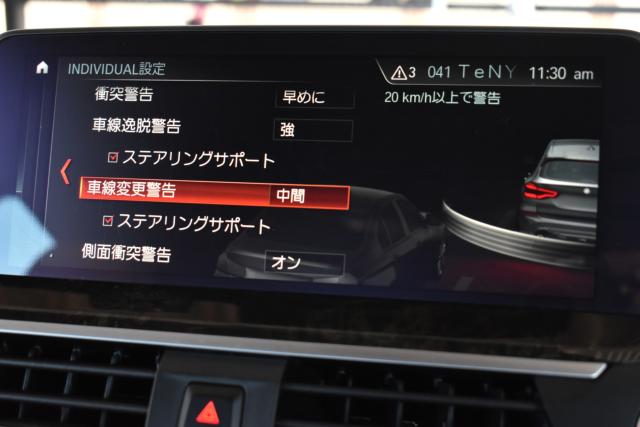 INDIVIDUAL設定
3 041 TeNY 11:30 am
衝突警告 早めに
20 km/h以上で警告
車線逸脱警告 強
ステアリングサポート
車線変更警告 中間
ステアリングサポート
側面衝突警告 オン